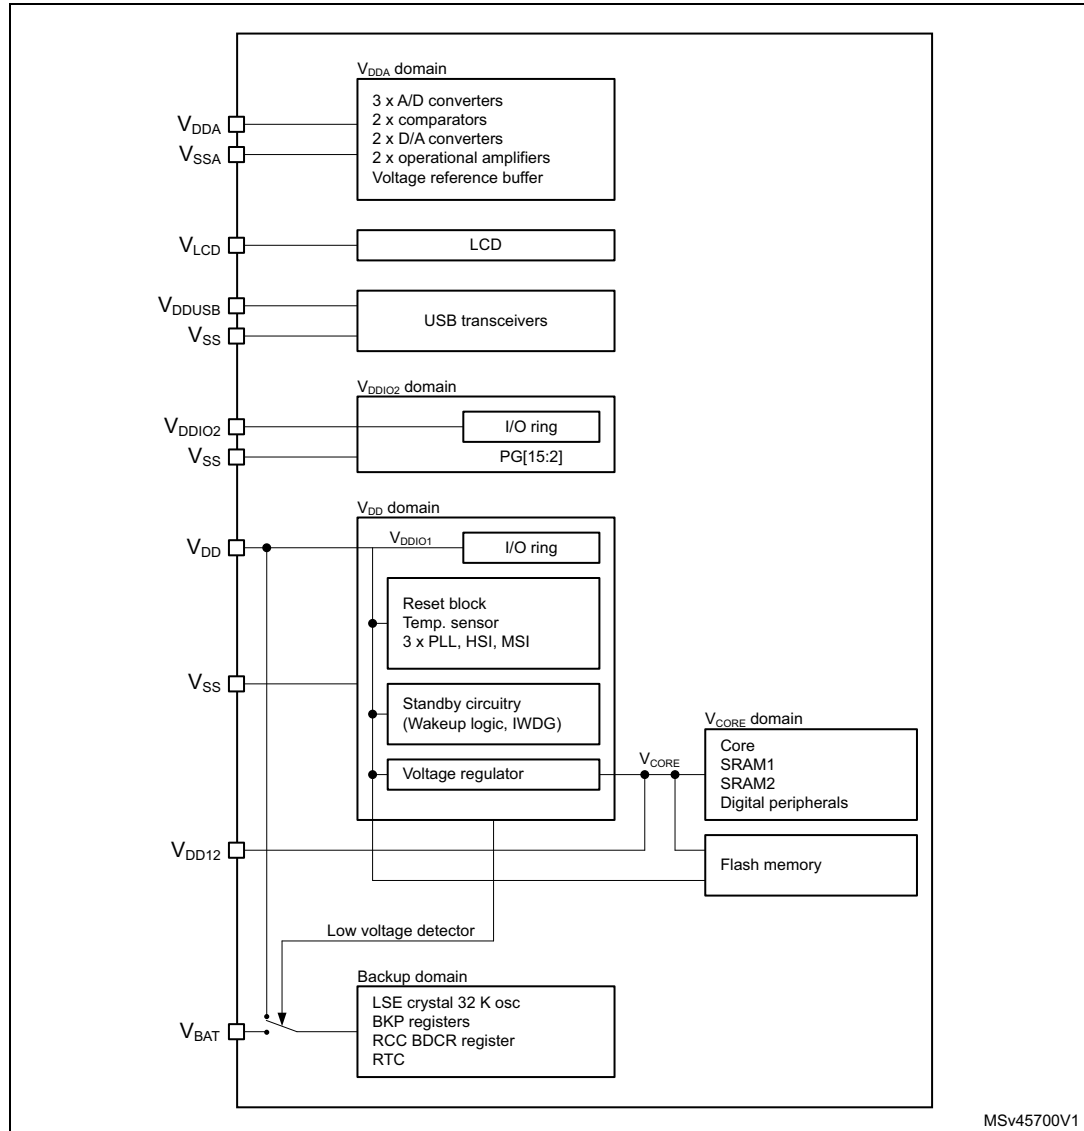 VDDA domain
3 x A/D converters
2 x comparators
2 x D/A converters
2 x operational amplifiers
Voltage reference buffer
VDDA
VSSA
VLCD
LCD
VDDUSB
VSS
USB transceivers
VDDIO2 domain
VDDIO2
I/O ring
VSS
PG[15:2]
VDD domain
VDD
VDDIO1
I/O ring
Reset block
Temp. sensor
3 x PLL, HSI, MSI
VSS
Standby circuitry
(Wakeup logic, IWDG)
Voltage regulator
VCORE
VCORE domain
Core
SRAM1
SRAM2
Digital peripherals
VDD12
Flash memory
Low voltage detector
Backup domain
LSE crystal 32 K osc
BKP registers
RCC BDCR register
RTC
VBAT
MSv45700V1